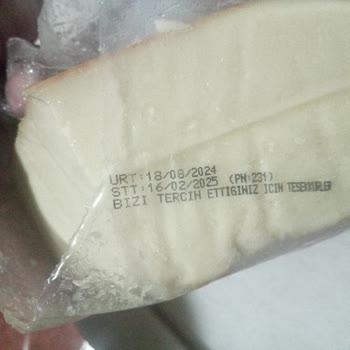 URT:18/08/2024
STT:16/02/2025 (PN:231)
BIZI TERCIH ETTIGINIZ ICIN TESEKKURLER